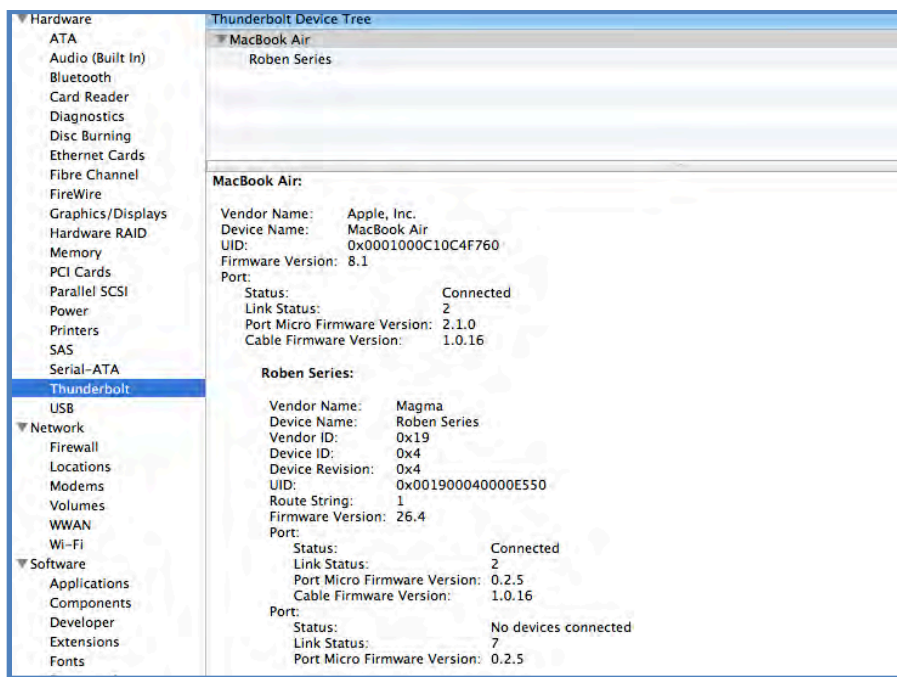 Hardware
ATA
Audio (Built In)
Bluetooth
Card Reader
Diagnostics
Disc Burning
Ethernet Cards
Fibre Channel
FireWire
Graphics/Displays
Hardware RAID
Memory
PCI Cards
Parallel SCSI
Power
Printers
SAS
Serial-ATA
Thunderbolt
USB
Network
Firewall
Locations
Modems
Volumes
WWAN
Wi-Fi
Software
Applications
Components
Developer
Extensions
Fonts
Thunderbolt Device Tree
MacBook Air
Roben Series
MacBook Air:
Vendor Name: Apple, Inc.
Device Name: MacBook Air
UID: 0x0001000C10C4F760
Firmware Version: 8.1
Port:
Status: Connected
Link Status: 2
Port Micro Firmware Version: 2.1.0
Cable Firmware Version: 1.0.16
Roben Series:
Vendor Name: Magma
Device Name: Roben Series
Vendor ID: 0x19
Device ID: 0x4
Device Revision: 0x4
UID: 0x001900040000E550
Route String: 1
Firmware Version: 26.4
Port:
Status: Connected
Link Status: 2
Port Micro Firmware Version: 0.2.5
Cable Firmware Version: 1.0.16
Port:
Status: No devices connected
Link Status: 7
Port Micro Firmware Version: 0.2.5